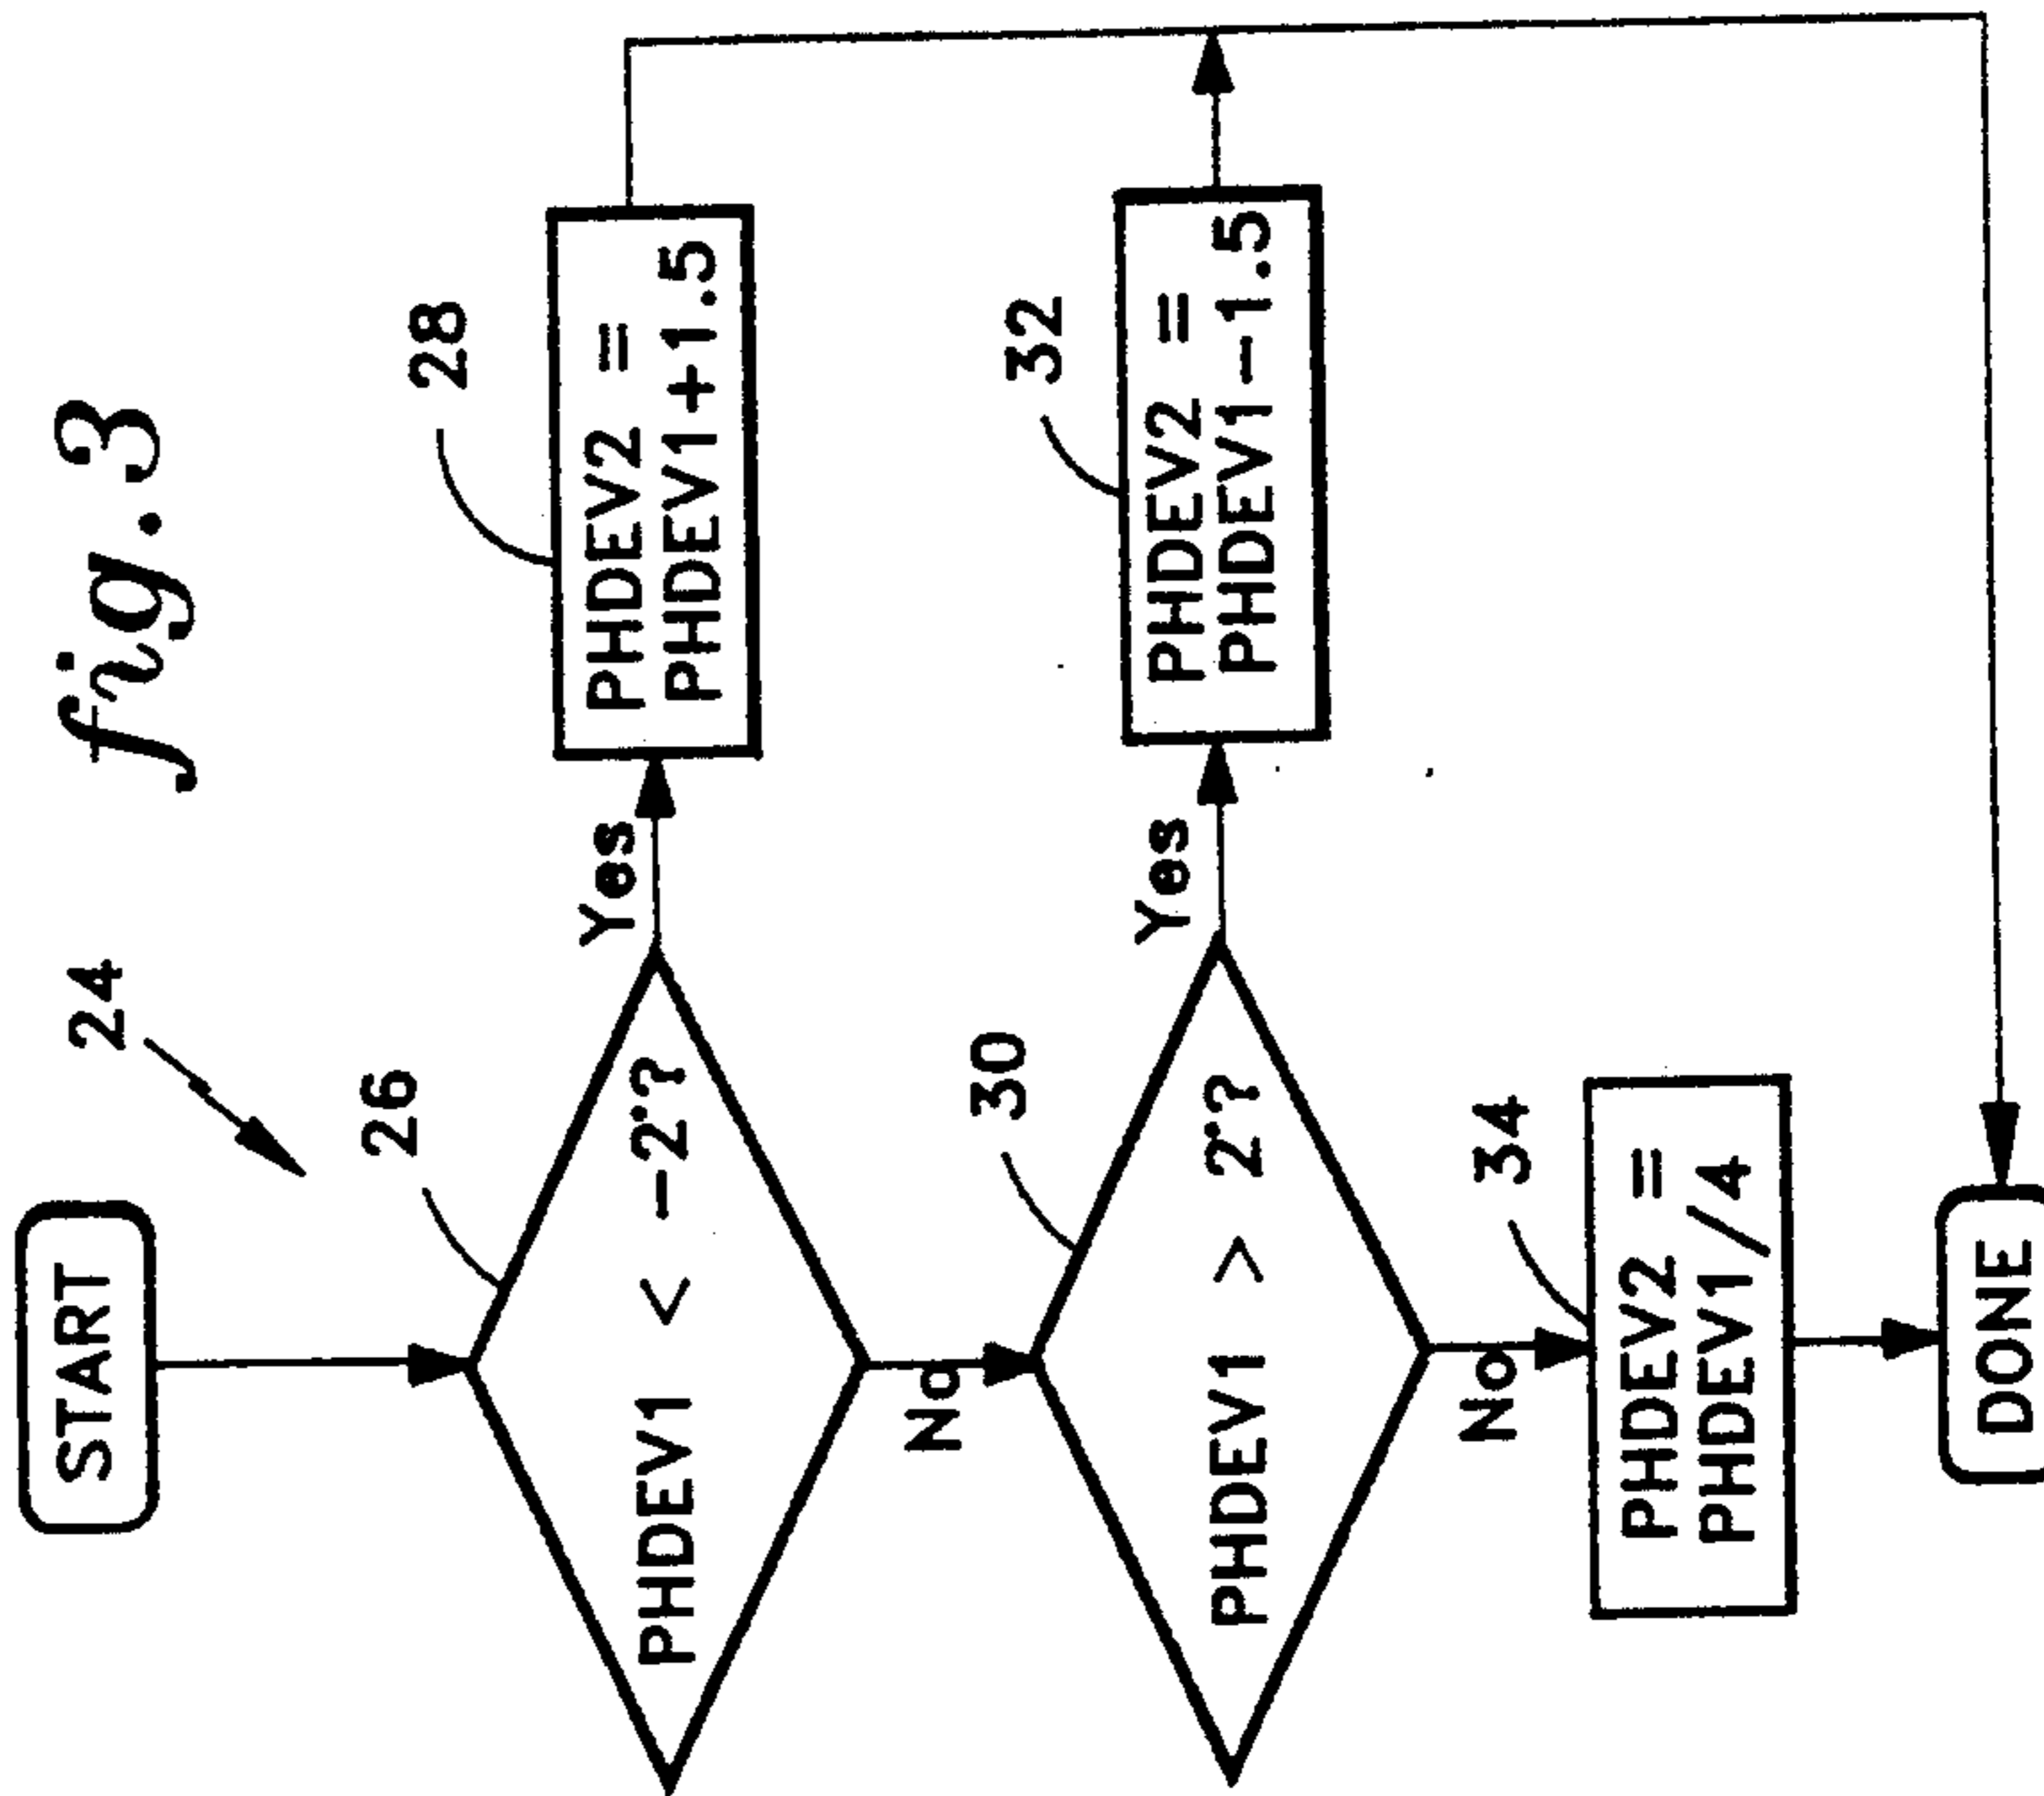 fig. 3
24
START
26
PHDEV1 < -2??
Yes
28
PHDEV2 =
PHDEV1+1.5
No
30
PHDEV1 > 2??
Yes
32
PHDEV2 =
PHDEV1-1.5
No
34
PHDEV2 =
PHDEV1/4
DONE